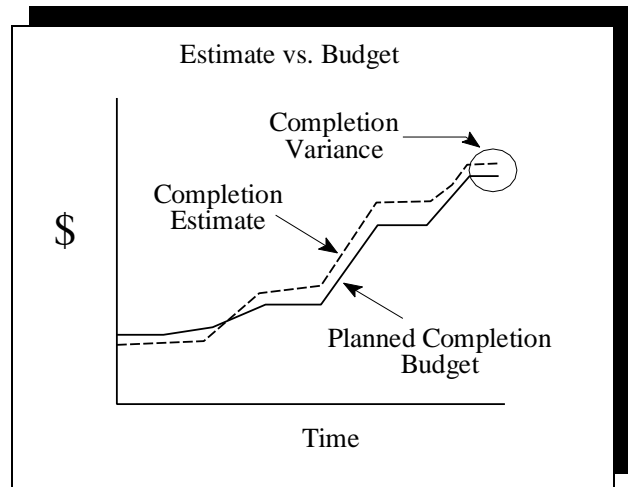 Estimate vs. Budget
Completion
Variance
Completion
Estimate
$
Planned Completion
Budget
Time